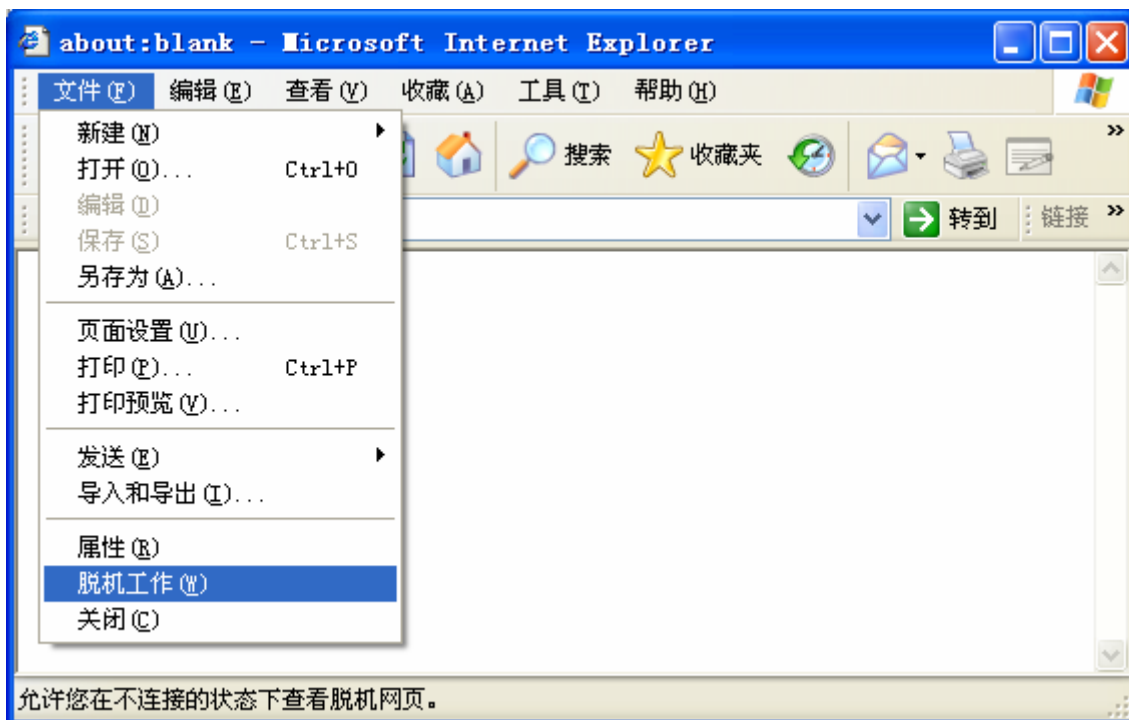 about:blank - Microsoft Internet Explorer
文件(F) 编辑(E) 查看(V) 收藏(A) 工具(T) 帮助(H)
搜索 收藏夹 »
转到 链接 »
新建(N)
打开(O)... Ctrl+O
编辑(D)
保存(S) Ctrl+S
另存为(A)...
页面设置(U)...
打印(P)... Ctrl+P
打印预览(V)...
发送(E)
导入和导出(I)...
属性(R)
脱机工作(W)
关闭(C)
允许您在不连接的状态下查看脱机网页。